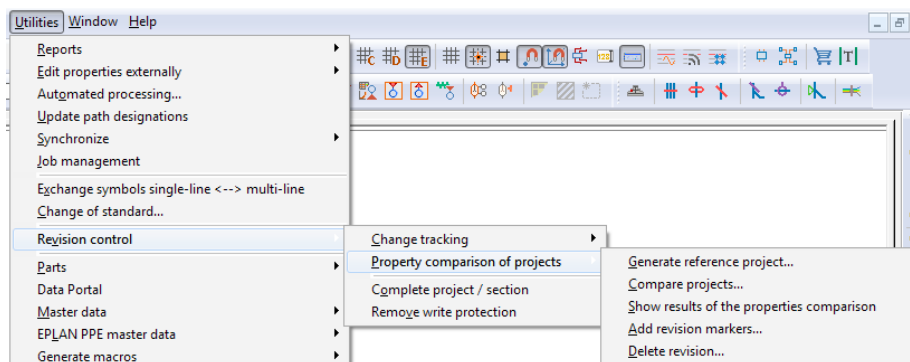 Utilities Window Help
Reports
Edit properties externally
Automated processing...
Update path designations
Synchronize
Job management
Exchange symbols single-line <--> multi-line
Change of standard...
Revision control
Parts
Data Portal
Master data
EPLAN PPE master data
Generate macros
Change tracking
Property comparison of projects
Complete project / section
Remove write protection
Generate reference project...
Compare projects...
Show results of the properties comparison
Add revision markers...
Delete revision...